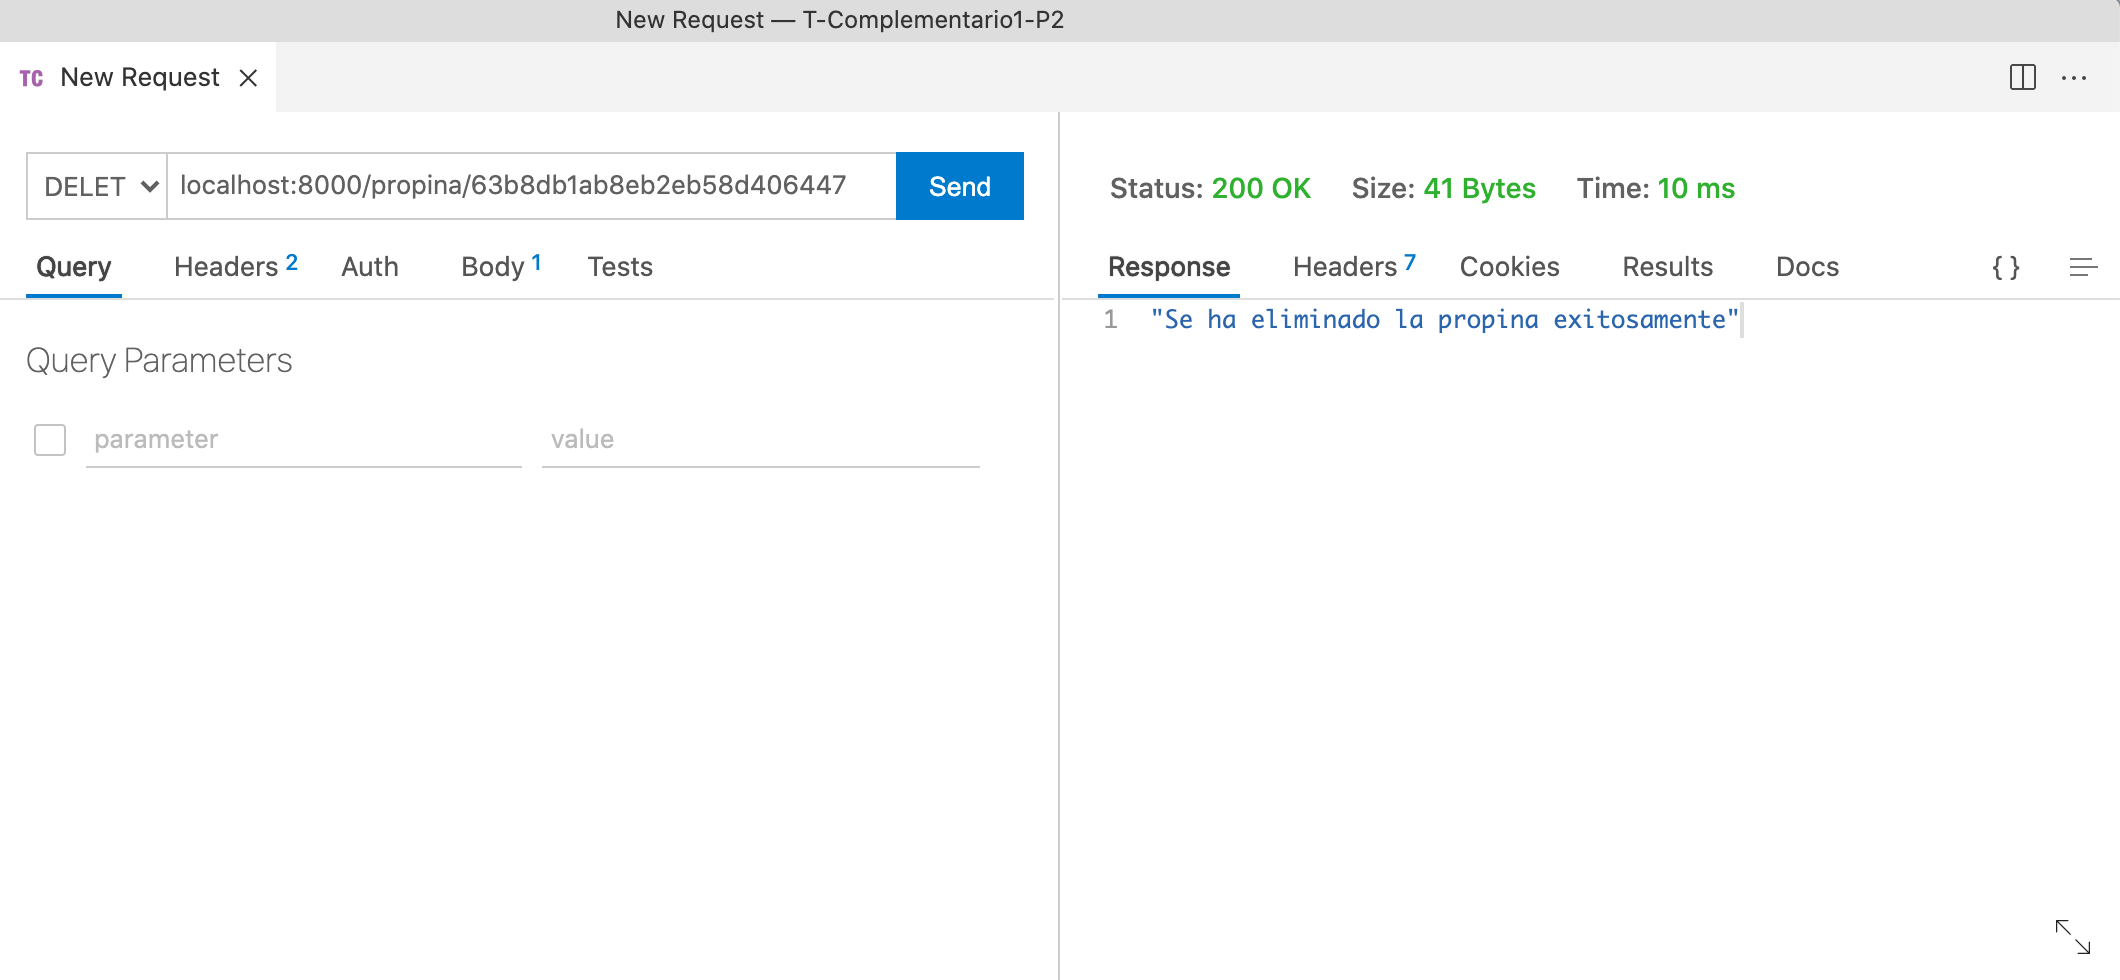 New Request — T-Complementario1-P2
TC New Request
DELET localhost:8000/propina/63b8db1ab8eb2eb58d406447 Send
Query Headers 2 Auth Body 1 Tests
Query Parameters
parameter value
Status: 200 OK Size: 41 Bytes Time: 10 ms
Response Headers 7 Cookies Results Docs { }
1 "Se ha eliminado la propina exitosamente"